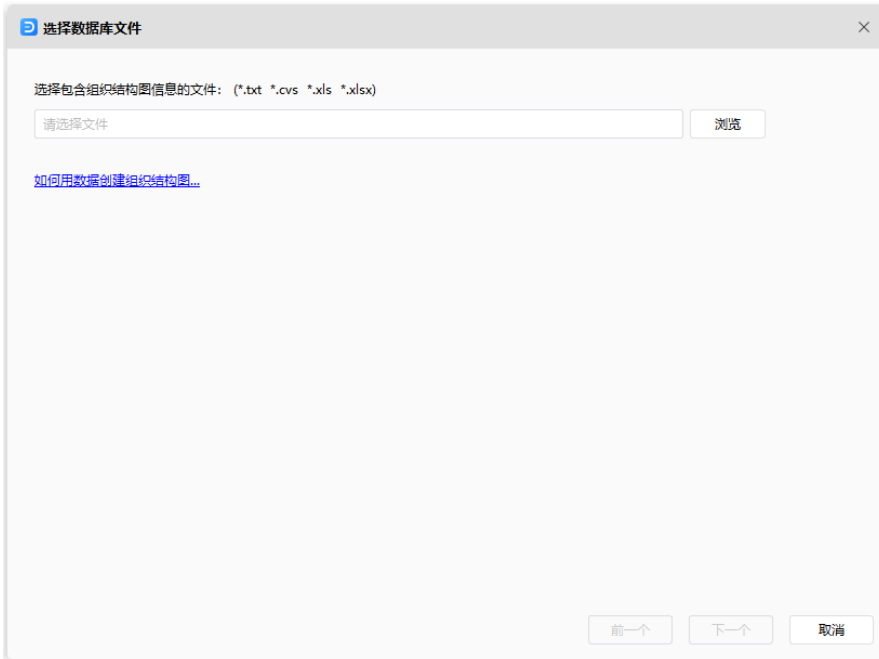 选择数据库文件
选择包含组织结构图信息的文件： (*.txt *.cvs *.xls *.xlsx)
请选择文件 浏览
如何用数据创建组织结构图...
前一个 下一个 取消